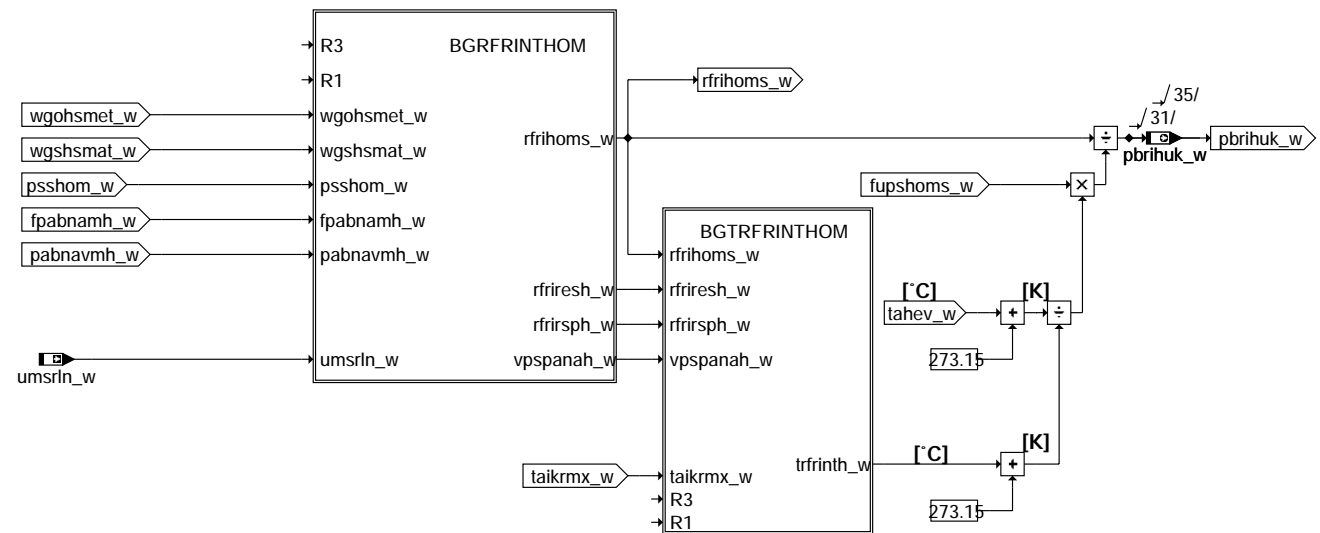 R3
BGRFRINTHOM
R1
rfrihoms_w
35/
31/
wgohsmet_w
wgohsmet_w
rfrihoms_w
÷
pbrihuk_w
pbrihuk_w
wgshsmat_w
wgshsmat_w
psshom_w
psshom_w
fupshoms_w
×
fpabnamh_w
fpabnamh_w
BGTRFRINTHOM
pabnavmh_w
pabnavmh_w
rfrihoms_w
rfriresh_w
rfriresh_w
[°C]
[K]
tahev_w
+
÷
rfrirsph_w
rfrirsph_w
umsrln_w
umsrln_w
vpspanah_w
vpspanah_w
273.15
trfrinth_w
[°C]
[K]
+
taikrmx_w
taikrmx_w
R3
273.15
R1